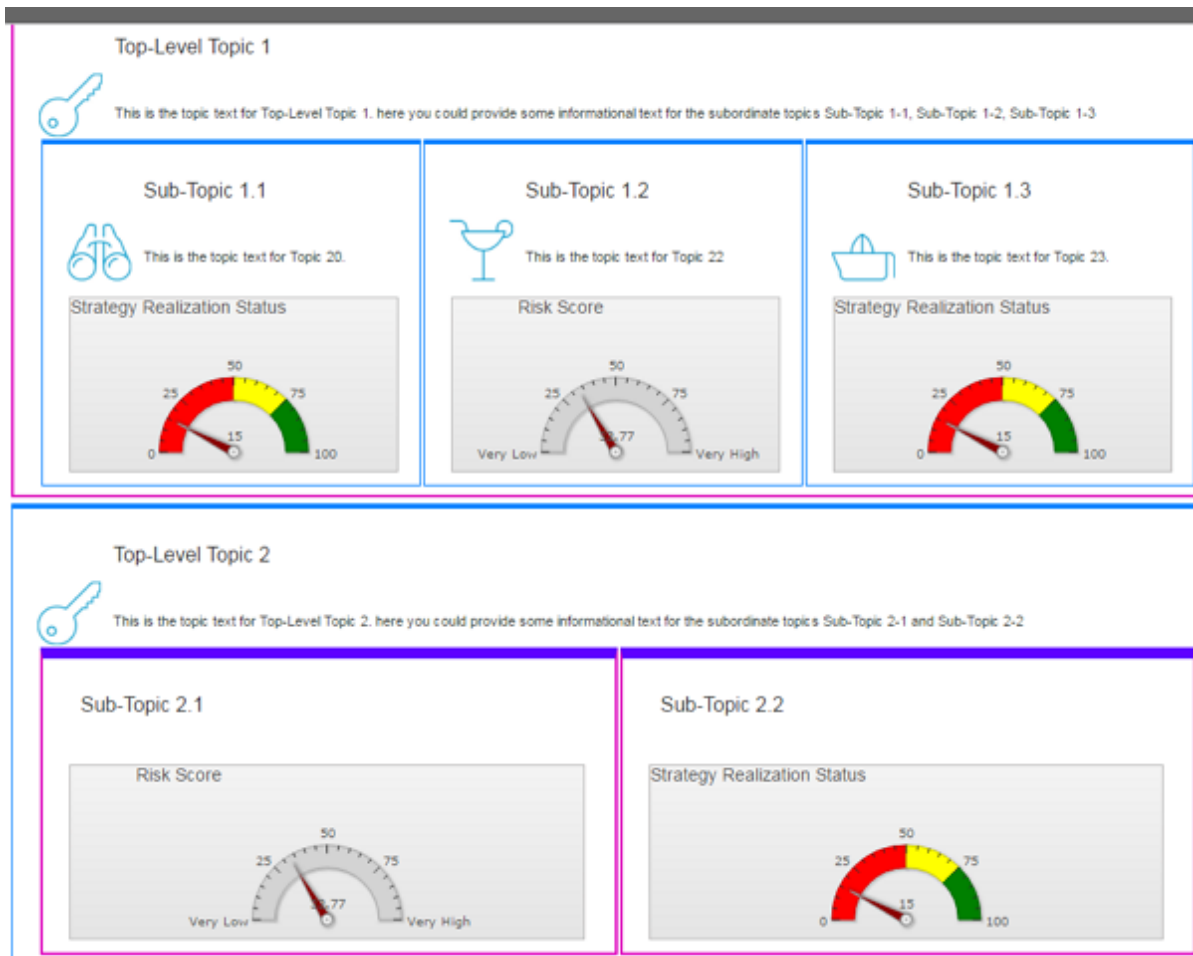 Top-Level Topic 1
This is the topic text for Top-Level Topic 1. here you could provide some informational text for the subordinate topics Sub-Topic 1-1, Sub-Topic 1-2, Sub-Topic 1-3
Sub-Topic 1.1
This is the topic text for Topic 20.
Strategy Realization Status
0
25
50
75
100
15
Sub-Topic 1.2
This is the topic text for Topic 22
Risk Score
Very Low
25
50
75
Very High
Sub-Topic 1.3
This is the topic text for Topic 23.
Strategy Realization Status
0
25
50
75
100
15
Top-Level Topic 2
This is the topic text for Top-Level Topic 2. here you could provide some informational text for the subordinate topics Sub-Topic 2-1 and Sub-Topic 2-2
Sub-Topic 2.1
Risk Score
Very Low
25
50
75
Very High
Sub-Topic 2.2
Strategy Realization Status
0
25
50
75
100
15